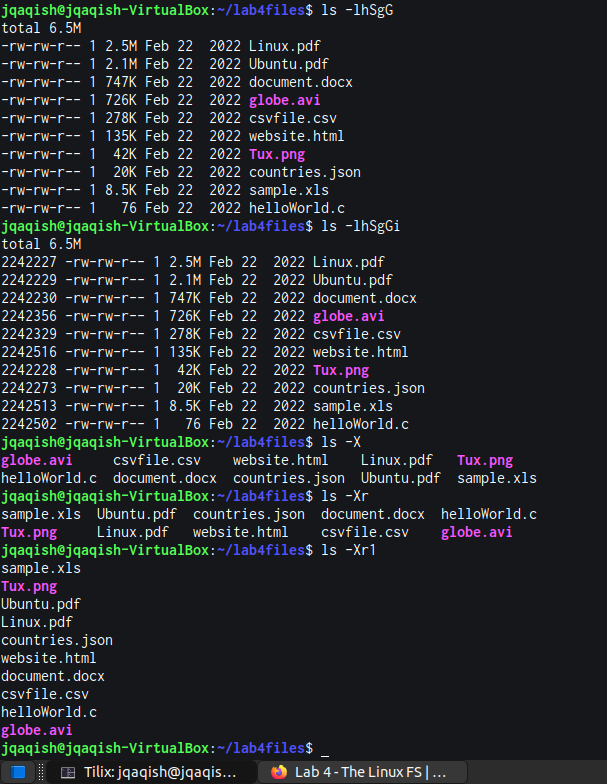 jqaqish@jqaqish-VirtualBox:~/lab4files$ ls -lhSgG
total 6.5M
-rw-rw-r-- 1 2.5M Feb 22  2022 Linux.pdf
-rw-rw-r-- 1 2.1M Feb 22  2022 Ubuntu.pdf
-rw-rw-r-- 1 747K Feb 22  2022 document.docx
-rw-rw-r-- 1 726K Feb 22  2022 globe.avi
-rw-rw-r-- 1 278K Feb 22  2022 csvfile.csv
-rw-rw-r-- 1 135K Feb 22  2022 website.html
-rw-rw-r-- 1  42K Feb 22  2022 Tux.png
-rw-rw-r-- 1  20K Feb 22  2022 countries.json
-rw-rw-r-- 1 8.5K Feb 22  2022 sample.xls
-rw-rw-r-- 1   76 Feb 22  2022 helloWorld.c
jqaqish@jqaqish-VirtualBox:~/lab4files$ ls -lhSgGi
total 6.5M
2242227 -rw-rw-r-- 1 2.5M Feb 22  2022 Linux.pdf
2242229 -rw-rw-r-- 1 2.1M Feb 22  2022 Ubuntu.pdf
2242230 -rw-rw-r-- 1 747K Feb 22  2022 document.docx
2242356 -rw-rw-r-- 1 726K Feb 22  2022 globe.avi
2242329 -rw-rw-r-- 1 278K Feb 22  2022 csvfile.csv
2242516 -rw-rw-r-- 1 135K Feb 22  2022 website.html
2242228 -rw-rw-r-- 1  42K Feb 22  2022 Tux.png
2242273 -rw-rw-r-- 1  20K Feb 22  2022 countries.json
2242513 -rw-rw-r-- 1 8.5K Feb 22  2022 sample.xls
2242502 -rw-rw-r-- 1   76 Feb 22  2022 helloWorld.c
jqaqish@jqaqish-VirtualBox:~/lab4files$ ls -X
globe.avi     csvfile.csv    website.html    Linux.pdf   Tux.png
helloWorld.c  document.docx  countries.json  Ubuntu.pdf  sample.xls
jqaqish@jqaqish-VirtualBox:~/lab4files$ ls -Xr
sample.xls  Ubuntu.pdf  countries.json  document.docx  helloWorld.c
Tux.png     Linux.pdf   website.html    csvfile.csv    globe.avi
jqaqish@jqaqish-VirtualBox:~/lab4files$ ls -Xr1
sample.xls
Tux.png
Ubuntu.pdf
Linux.pdf
countries.json
website.html
document.docx
csvfile.csv
helloWorld.c
globe.avi
jqaqish@jqaqish-VirtualBox:~/lab4files$ _
Tilix: jqaqish@jqaqis... Lab 4 - The Linux FS | ...